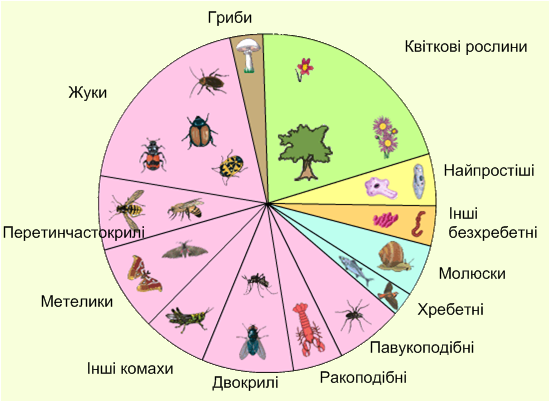 Гриби
Квіткові рослини
Жуки
Найпростіші
Інші
безхребетні
Перетинчастокрилі
Молюски
Метелики
Хребетні
Павукоподібні
Інші комахи
Ракоподібні
Двокрилі